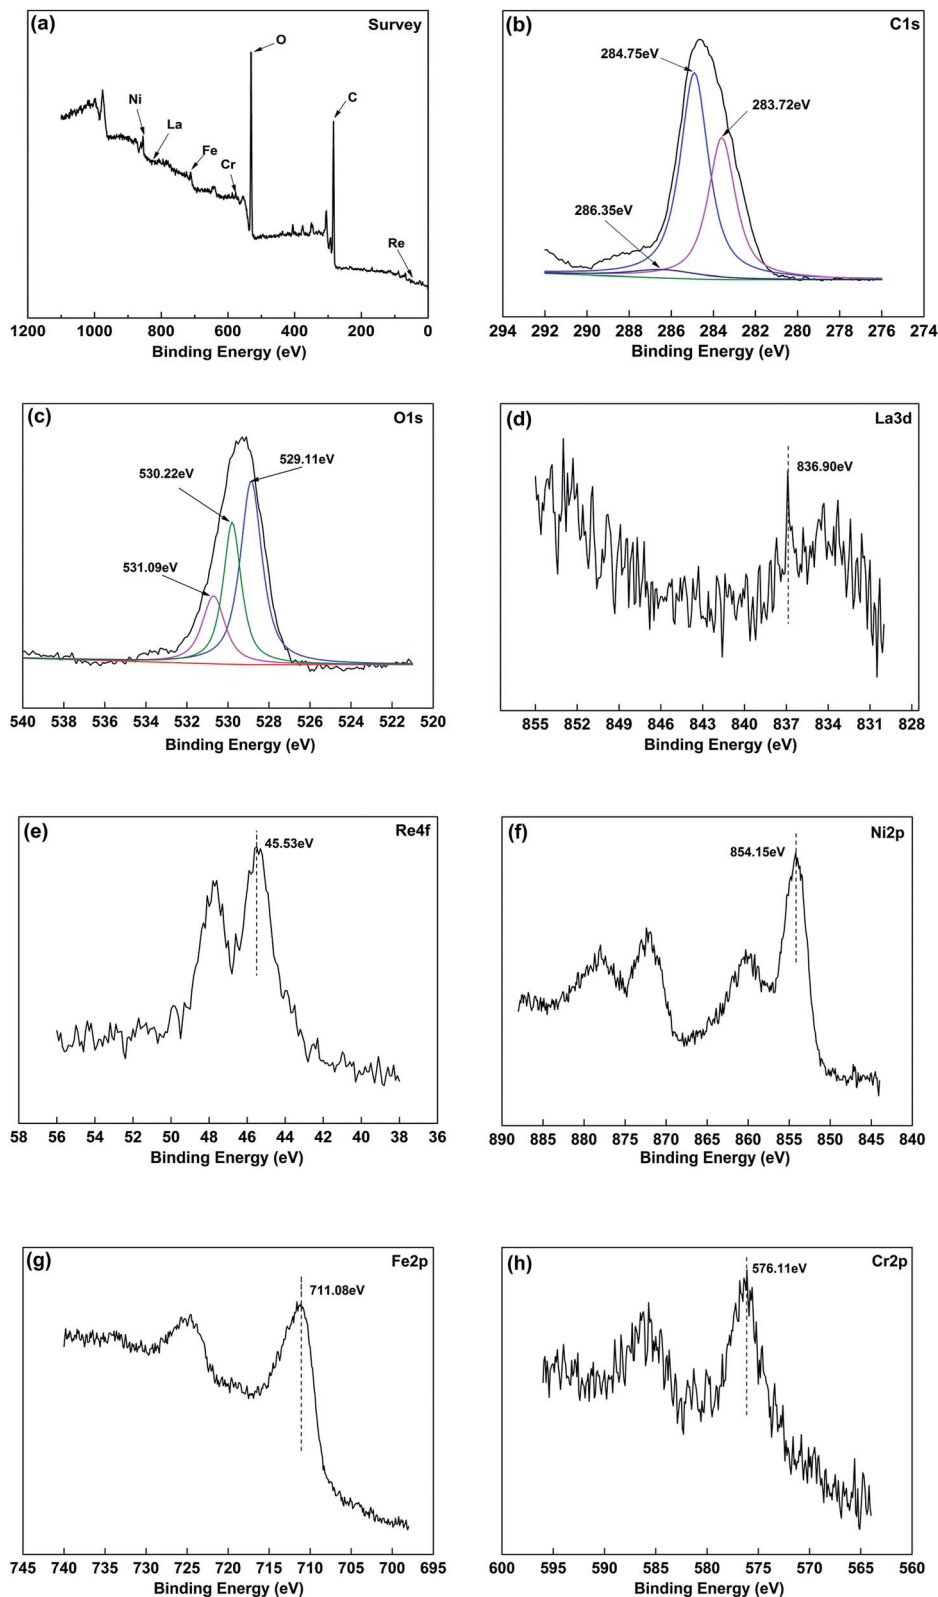 (a) Survey
O
C
Ni
La
Fe
Cr
Re
1200 1000 800 600 400 200 0
Binding Energy (eV)
(b) C1s
284.75eV
283.72eV
286.35eV
294 292 290 288 286 284 282 280 278 276 274
Binding Energy (eV)
(c) O1s
529.11eV
530.22eV
531.09eV
540 538 536 534 532 530 528 526 524 522 520
Binding Energy (eV)
(d) La3d
836.90eV
855 852 849 846 843 840 837 834 831 828
Binding Energy (eV)
(e) Re4f
45.53eV
58 56 54 52 50 48 46 44 42 40 38 36
Binding Energy (eV)
(f) Ni2p
854.15eV
890 885 880 875 870 865 860 855 850 845 840
Binding Energy (eV)
(g) Fe2p
711.08eV
745 740 735 730 725 720 715 710 705 700 695
Binding Energy (eV)
(h) Cr2p
576.11eV
600 595 590 585 580 575 570 565 560
Binding Energy (eV)